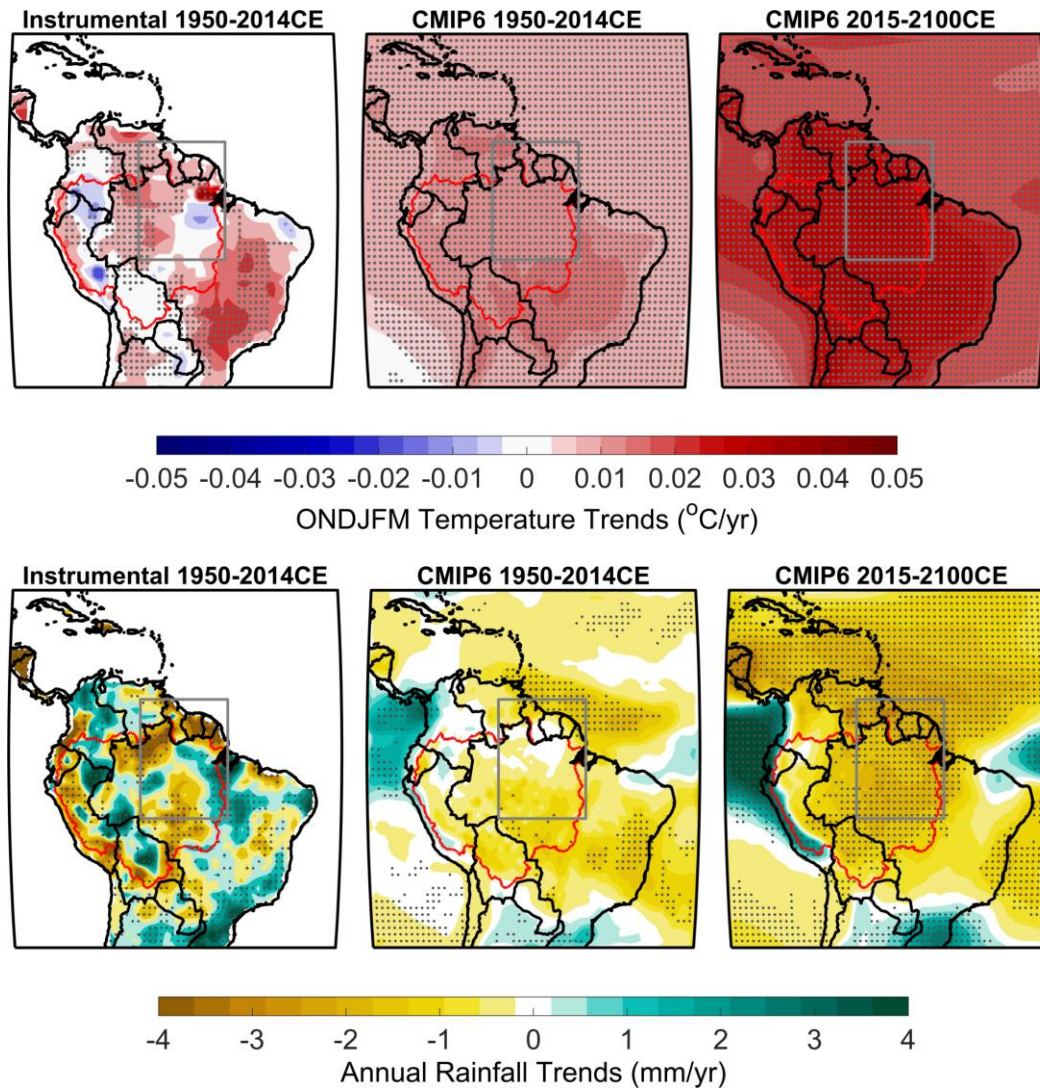 Instrumental 1950-2014CE
CMIP6 1950-2014CE
CMIP6 2015-2100CE
-0.05 -0.04 -0.03 -0.02 -0.01 0 0.01 0.02 0.03 0.04 0.05
ONDJFM Temperature Trends (°C/yr)
Instrumental 1950-2014CE
CMIP6 1950-2014CE
CMIP6 2015-2100CE
-4 -3 -2 -1 0 1 2 3 4
Annual Rainfall Trends (mm/yr)